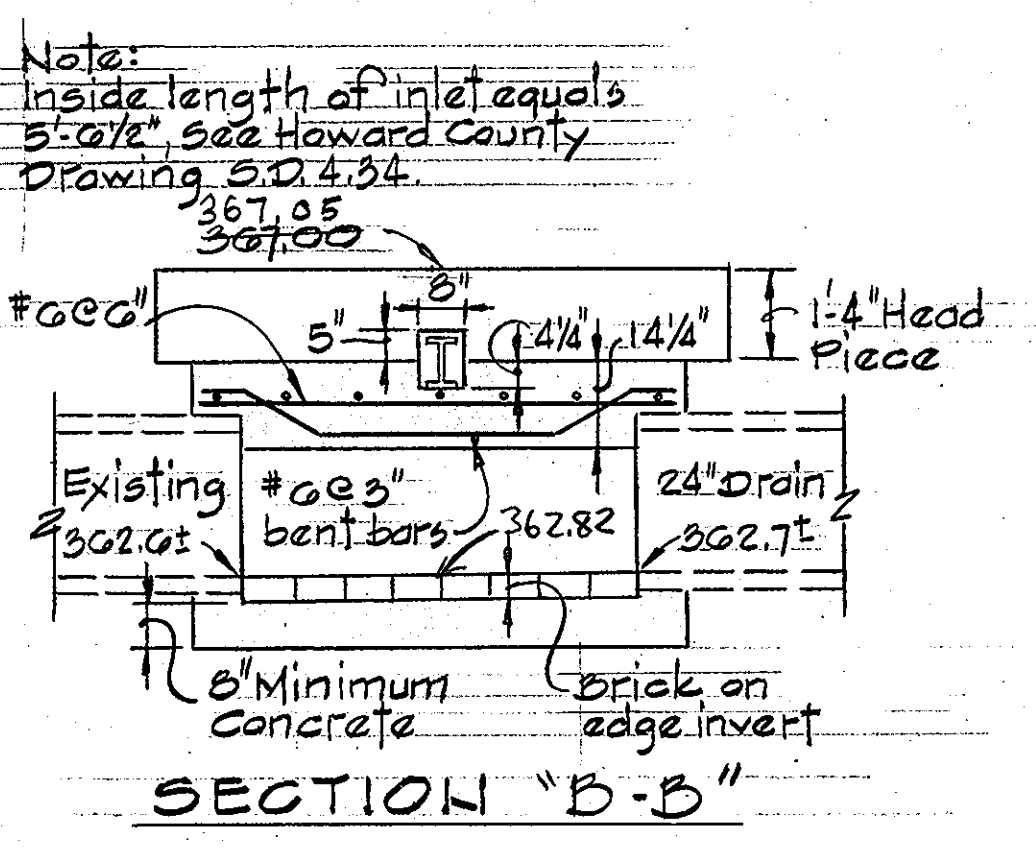 Note:
Inside length of inlet equals
5'-6½", See Howard County
Drawing S.D. 4.34.
367.05
367.00
8"
#6@6"
5"
4¼"
14¼"
1'-4" Head
Piece
Existing
362.6±
#6@3"
bent bars
362.82
24" Drain
362.7±
8" Minimum
Concrete
Brick on
edge invert
SECTION "B-B"